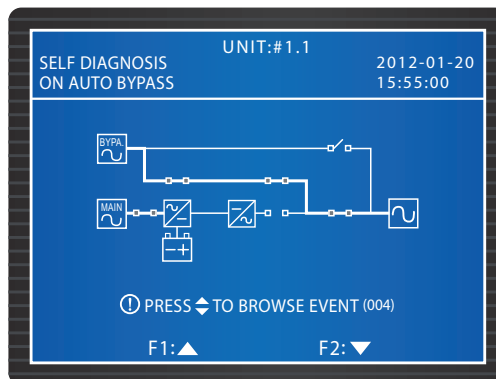 UNIT:#1.1
SELF DIAGNOSIS
2012-01-20
ON AUTO BYPASS
15:55:00
BYPA.
MAIN
PRESS TO BROWSE EVENT (004)
F1: F2: